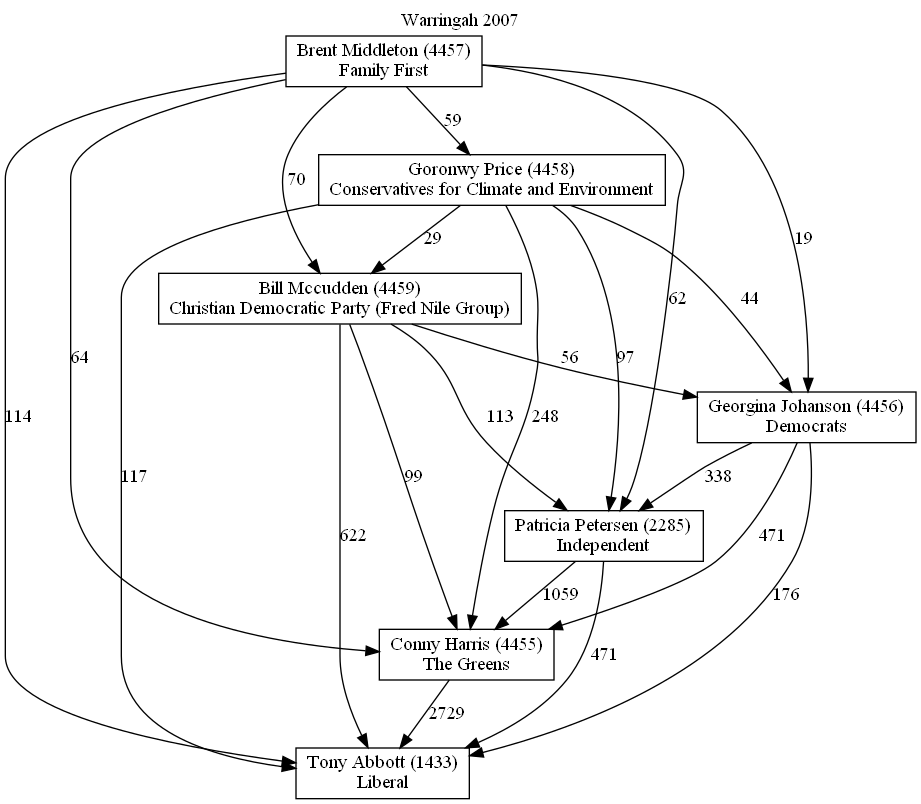 Warringah 2007
Brent Middleton (4457)
Family First
59
Goronwy Price (4458)
Conservatives for Climate and Environment
70
29
19
Bill Mccudden (4459)
Christian Democratic Party (Fred Nile Group)
62
44
64
97
56
114
113
248
Georgina Johanson (4456)
Democrats
117
99
338
622
Patricia Petersen (2285)
Independent
471
1059
176
Conny Harris (4455)
The Greens
471
2729
Tony Abbott (1433)
Liberal